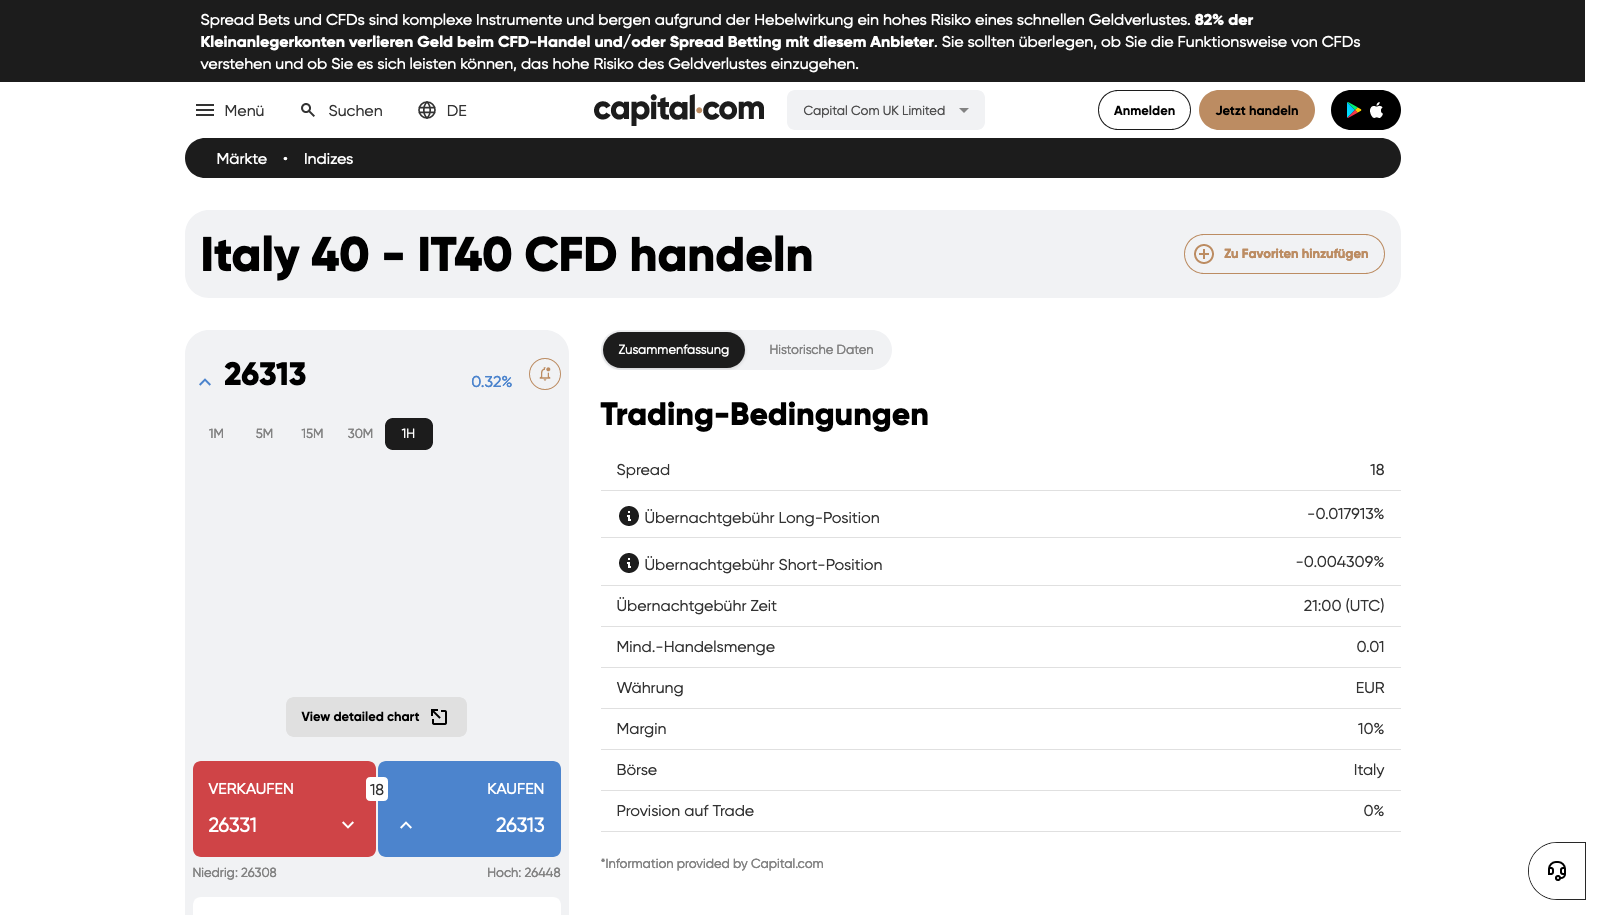 Spread Bets und CFDs sind komplexe Instrumente und bergen aufgrund der Hebelwirkung ein hohes Risiko eines schnellen Geldverlustes. 82% der
Kleinanlegerkonten verlieren Geld beim CFD-Handel und/oder Spread Betting mit diesem Anbieter. Sie sollten überlegen, ob Sie die Funktionsweise von CFDs
verstehen und ob Sie es sich leisten können, das hohe Risiko des Geldverlustes einzugehen.
Menü Suchen DE capital.com Capital Com UK Limited Anmelden Jetzt handeln
Märkte • Indizes
Italy 40 - IT40 CFD handeln
Zu Favoriten hinzufügen
26313 0.32%
1M 5M 15M 30M 1H
View detailed chart
VERKAUFEN 18 KAUFEN
26331 26313
Niedrig: 26308 Hoch: 26448
Zusammenfassung Historische Daten
Trading-Bedingungen
Spread 18
Übernachtgebühr Long-Position -0.017913%
Übernachtgebühr Short-Position -0.004309%
Übernachtgebühr Zeit 21:00 (UTC)
Mind.-Handelsmenge 0.01
Währung EUR
Margin 10%
Börse Italy
Provision auf Trade 0%
*Information provided by Capital.com